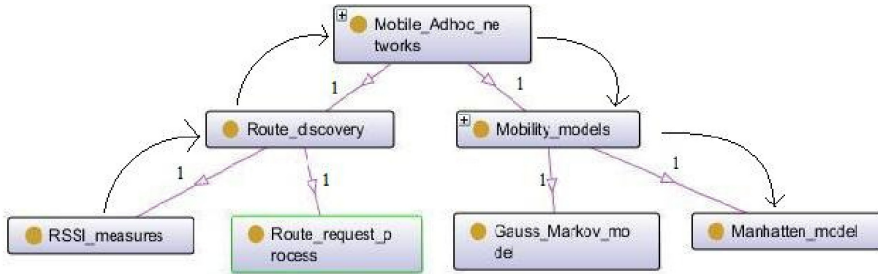 Mobile_Adhoc_ne
tworks
1
1
Route_discovery
Mobility_models
1
1
1
1
RSSI_measures
Route_request_p
rocess
Gauss_Markov_mo
del
Manhatten_model